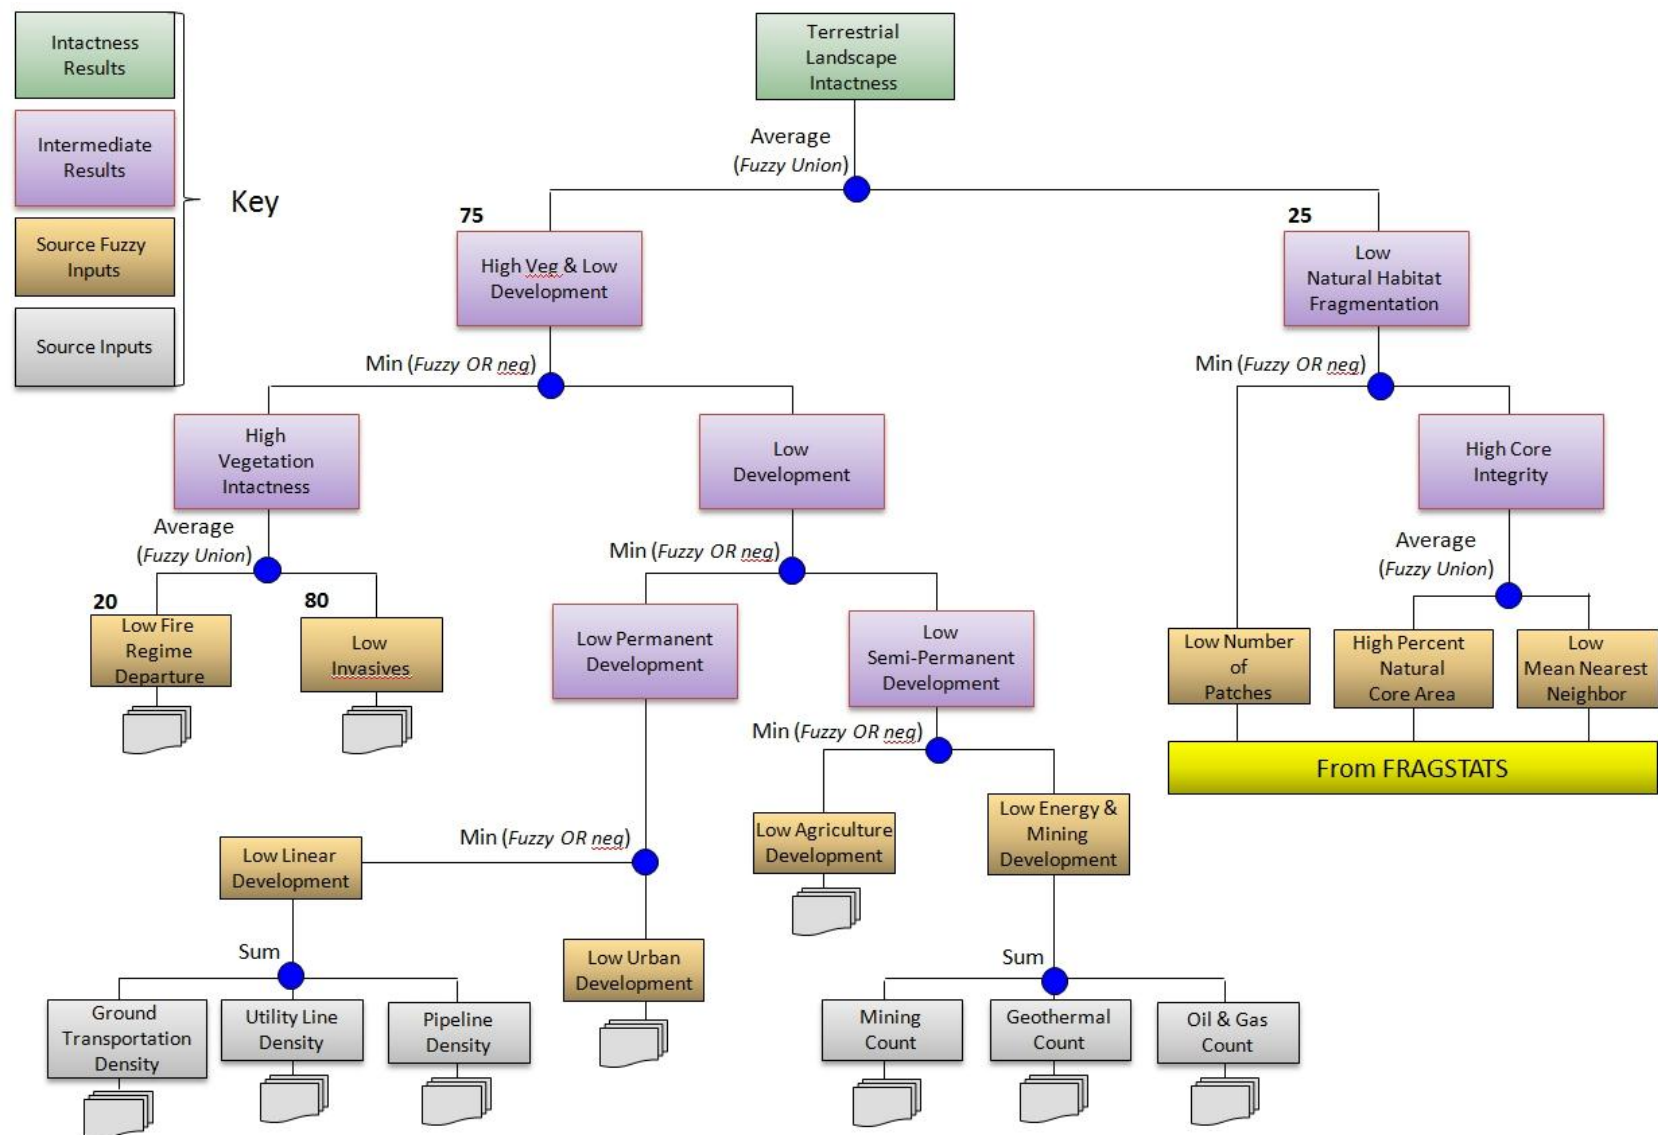 Intactness
Results
Intermediate
Results
Source Fuzzy
Inputs
Source Inputs
Key
Terrestrial
Landscape
Intactness
Average
(Fuzzy Union)
75
High Veg & Low
Development
25
Low
Natural Habitat
Fragmentation
Min (Fuzzy OR neg)
Min (Fuzzy OR neg)
High
Vegetation
Intactness
Low
Development
High Core
Integrity
Average
(Fuzzy Union)
Min (Fuzzy OR neg)
Average
(Fuzzy Union)
20
Low Fire
Regime
Departure
80
Low
Invasives
Low Permanent
Development
Low
Semi-Permanent
Development
Low Number
of
Patches
High Percent
Natural
Core Area
Low
Mean Nearest
Neighbor
From FRAGSTATS
Min (Fuzzy OR neg)
Low Agriculture
Development
Low Energy &
Mining
Development
Min (Fuzzy OR neg)
Low Linear
Development
Low Urban
Development
Sum
Sum
Ground
Transportation
Density
Utility Line
Density
Pipeline
Density
Mining
Count
Geothermal
Count
Oil & Gas
Count